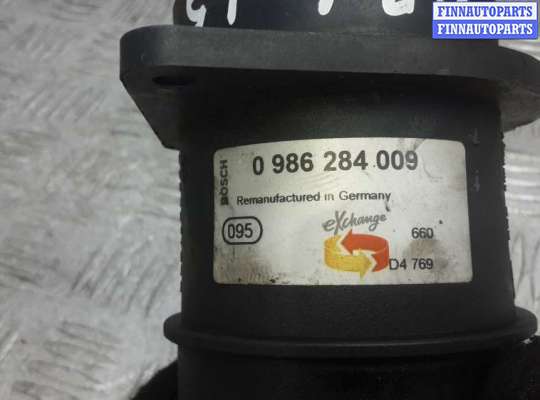 FINNAUTOPARTS
FINNAUTOPARTS
BOSCH
0 986 284 009
Remanufactured in Germany
095
eXchange
660
D4 769